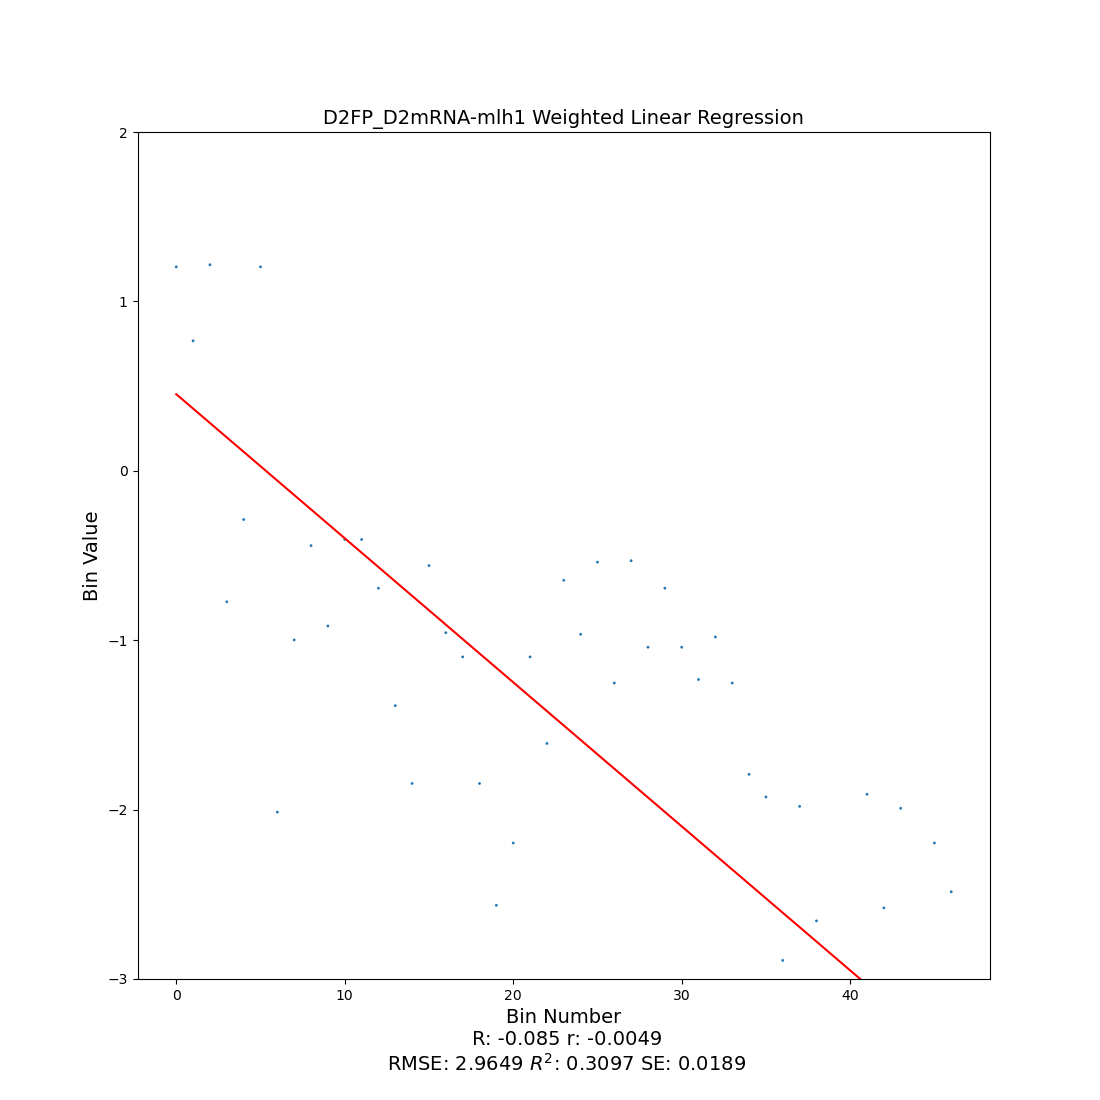 D2FP_D2mRNA-mlh1 Weighted Linear Regression
2
1
0
−1
−2
−3
Bin Value
0 10 20 30 40
Bin Number
R: -0.085 r: -0.0049
RMSE: 2.9649 R²: 0.3097 SE: 0.0189